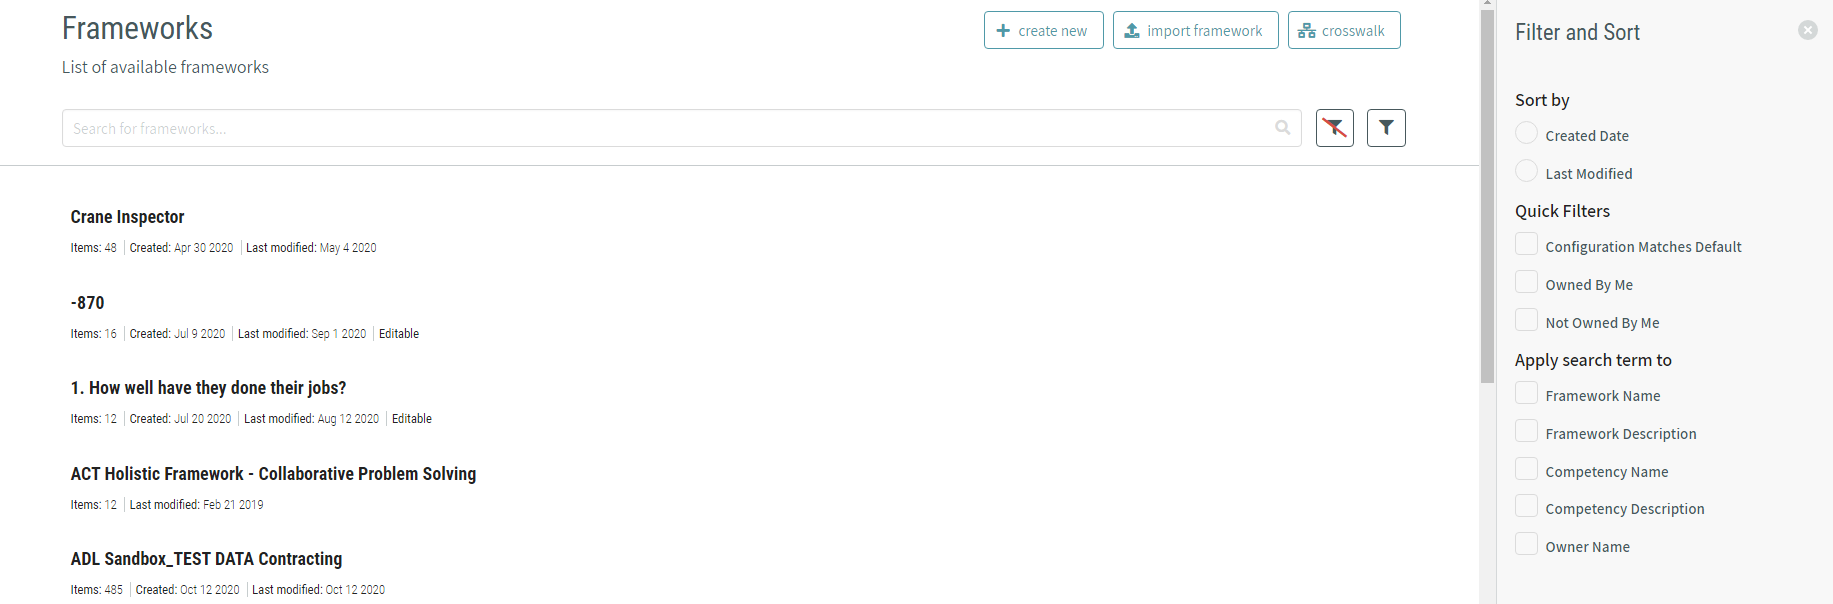 Frameworks
List of available frameworks
create new
import framework
crosswalk
Search for frameworks...
Crane Inspector
Items: 48 Created: Apr 30 2020 Last modified: May 4 2020
-870
Items: 16 Created: Jul 9 2020 Last modified: Sep 1 2020 Editable
1. How well have they done their jobs?
Items: 12 Created: Jul 20 2020 Last modified: Aug 12 2020 Editable
ACT Holistic Framework - Collaborative Problem Solving
Items: 12 Last modified: Feb 21 2019
ADL Sandbox_TEST DATA Contracting
Items: 485 Created: Oct 12 2020 Last modified: Oct 12 2020
Filter and Sort
Sort by
Created Date
Last Modified
Quick Filters
Configuration Matches Default
Owned By Me
Not Owned By Me
Apply search term to
Framework Name
Framework Description
Competency Name
Competency Description
Owner Name